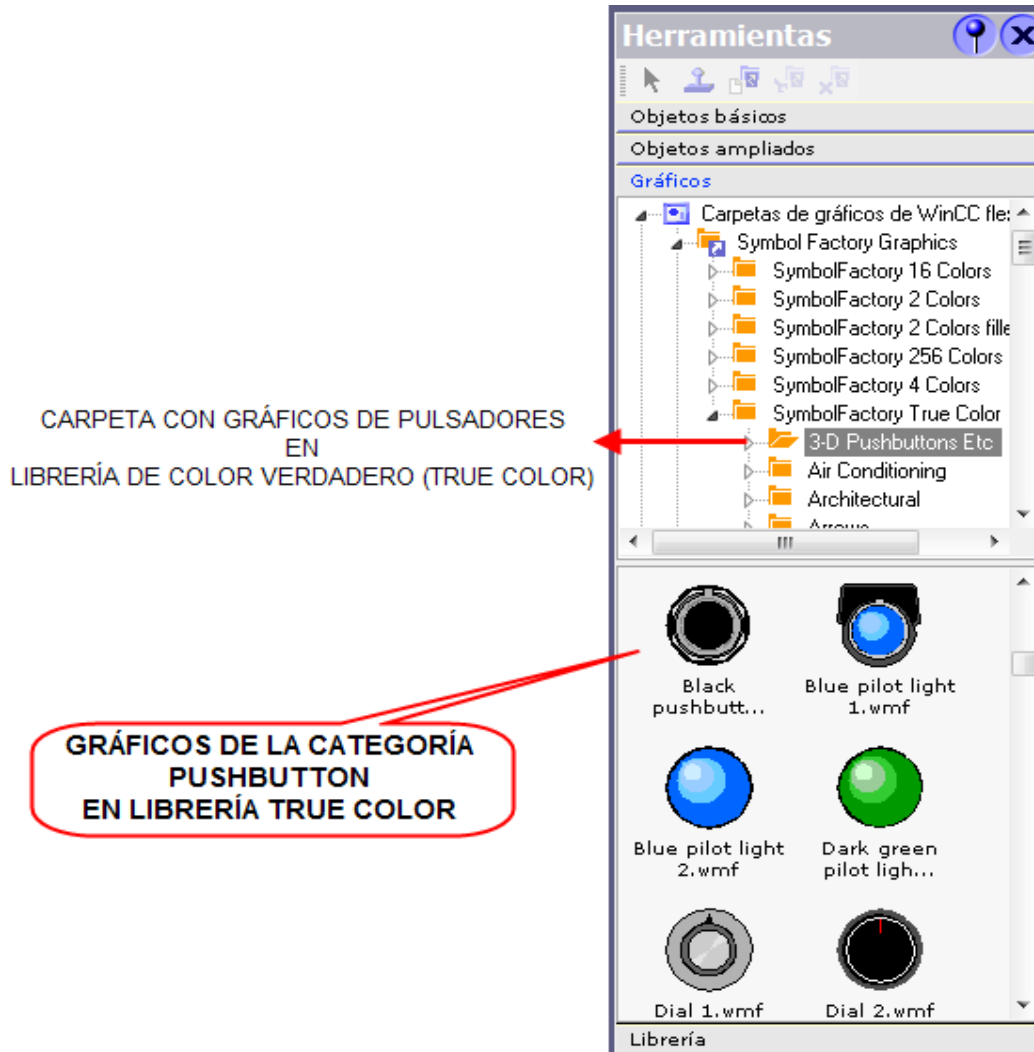 Herramientas
Objetos básicos
Objetos ampliados
Gráficos
Carpetas de gráficos de WinCC fle
Symbol Factory Graphics
SymbolFactory 16 Colors
SymbolFactory 2 Colors
SymbolFactory 2 Colors fille
SymbolFactory 256 Colors
SymbolFactory 4 Colors
SymbolFactory True Color
3-D Pushbuttons Etc
Air Conditioning
Architectural
Arrows
CARPETA CON GRÁFICOS DE PULSADORES
EN
LIBRERÍA DE COLOR VERDADERO (TRUE COLOR)
Black
pushbutt...
Blue pilot light
1.wmf
GRÁFICOS DE LA CATEGORÍA
PUSHBUTTON
EN LIBRERÍA TRUE COLOR
Blue pilot light
2.wmf
Dark green
pilot ligh...
Dial 1.wmf
Dial 2.wmf
Librería